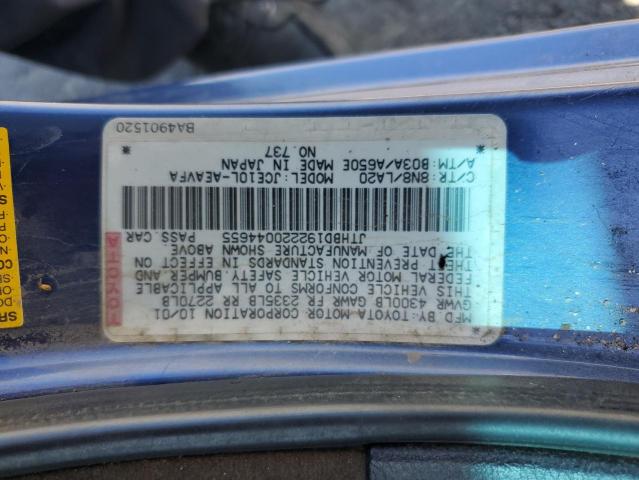 MFD BY: TOYOTA MOTOR CORPORATION 10/01
GVWR 4300LB GAWR FR 2335LB RR 2270LB
THIS VEHICLE CONFORMS TO ALL APPLICABLE
FEDERAL MOTOR VEHICLE SAFETY, BUMPER AND
THEFT PREVENTION STANDARDS IN EFFECT ON
THE DATE OF MANUFACTURE SHOWN ABOVE.
JTHBD192220044655 PASS. CAR
TOYOTA
C/TR: 8N8/LA20 MODEL: JCE10L-AEAVFA
A/TM: B03A/A650E MADE IN JAPAN
* NO. 737 *
BA4901520